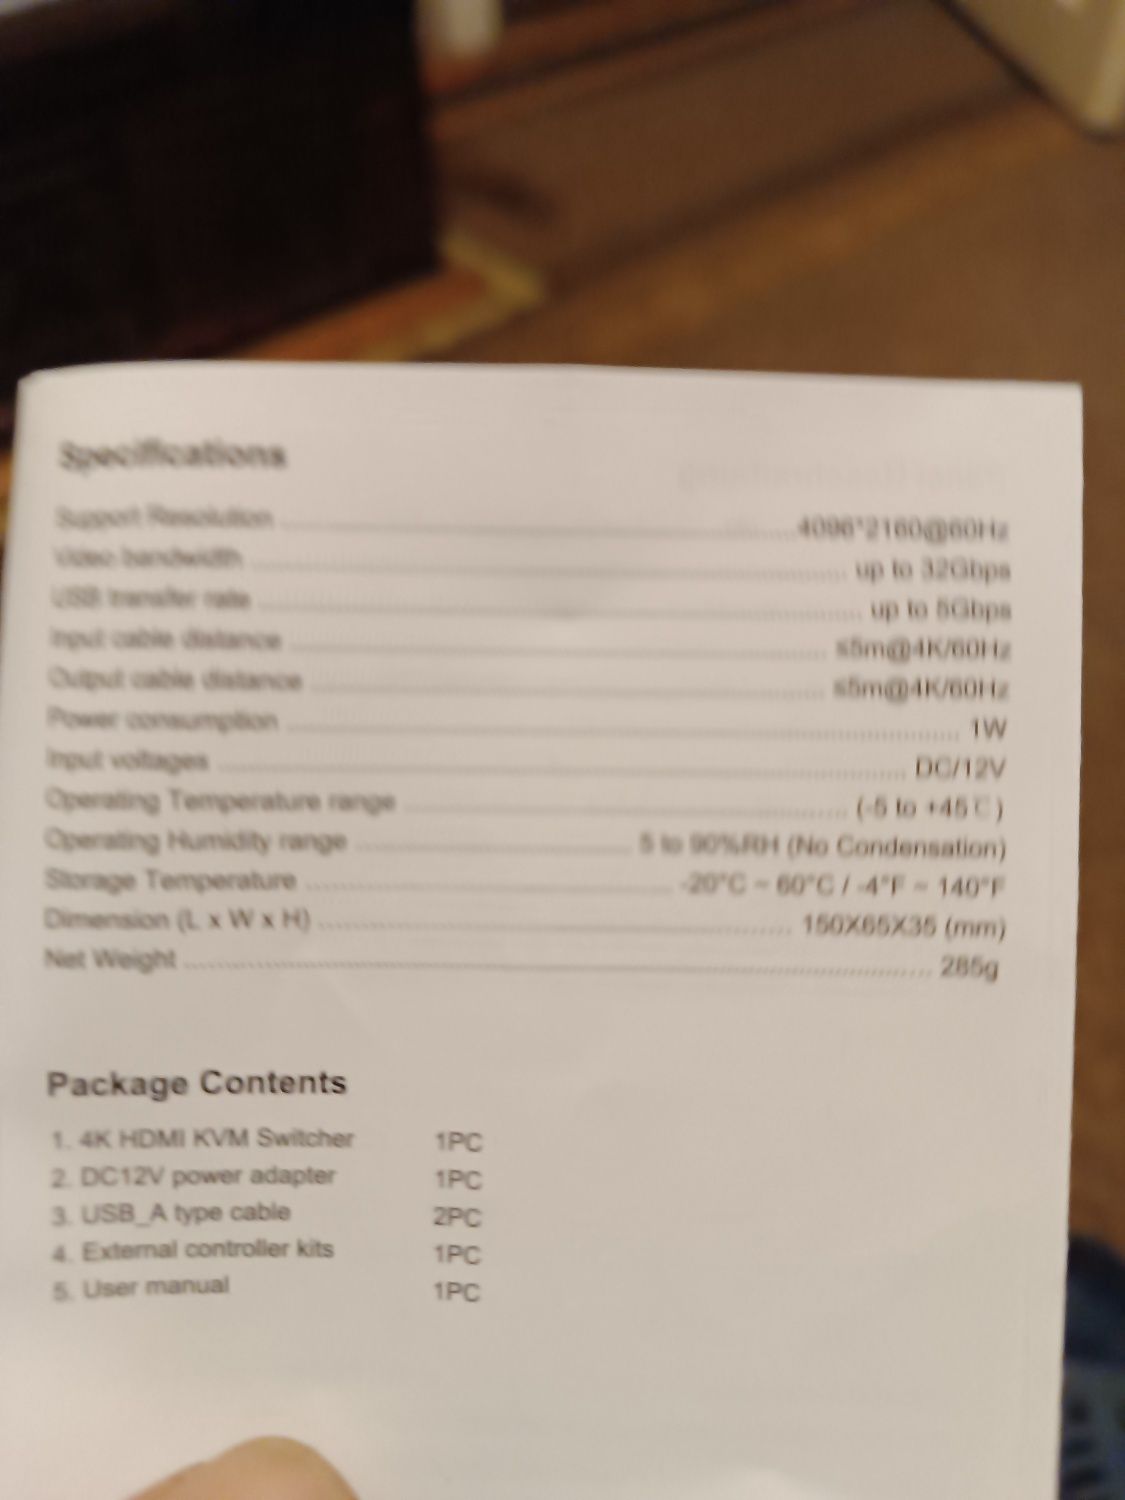 Specifications
Support Resolution ........ 4096*2160@60Hz
Video bandwidth ........ up to 32Gbps
USB transfer rate ........ up to 5Gbps
Input cable distance ........ ≤5m@4K/60Hz
Output cable distance ........ ≤5m@4K/60Hz
Power consumption ........ 1W
Input voltages ........ DC/12V
Operating Temperature range ........ (-5 to +45℃)
Operating Humidity range ........ 5 to 90%RH (No Condensation)
Storage Temperature ........ -20°C ~ 60°C / -4°F ~ 140°F
Dimension (L x W x H) ........ 150X65X35 (mm)
Net Weight ........ 285g
Package Contents
1. 4K HDMI KVM Switcher 1PC
2. DC12V power adapter 1PC
3. USB_A type cable 2PC
4. External controller kits 1PC
5. User manual 1PC